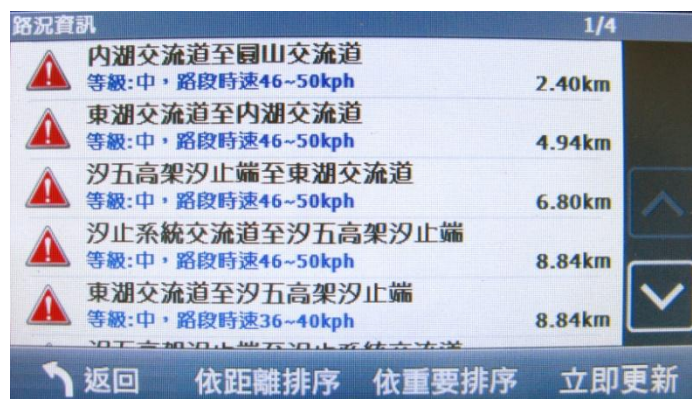 路況資訊 1/4
內湖交流道至圓山交流道
等級:中，路段時速46~50kph 2.40km
東湖交流道至內湖交流道
等級:中，路段時速46~50kph 4.94km
汐五高架汐止端至東湖交流道
等級:中，路段時速46~50kph 6.80km
汐止系統交流道至汐五高架汐止端
等級:中，路段時速46~50kph 8.84km
東湖交流道至汐五高架汐止端
等級:中，路段時速36~40kph 8.84km
返回 依距離排序 依重要排序 立即更新